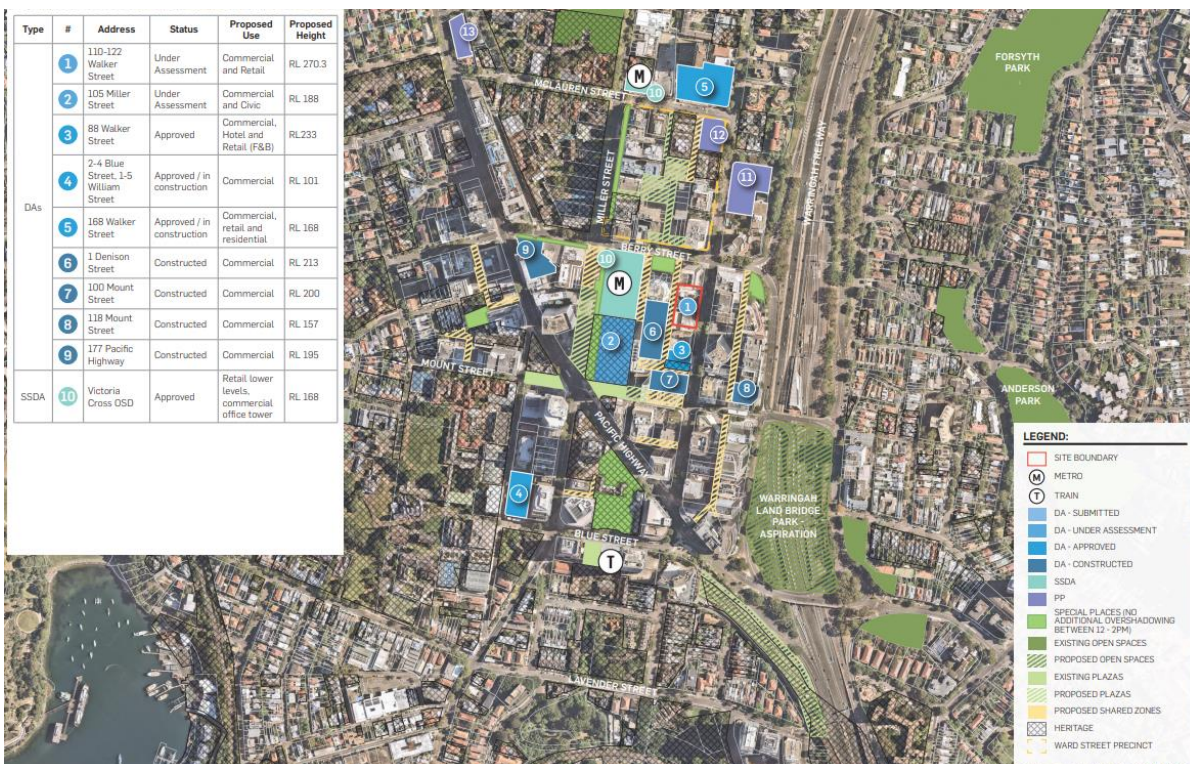 Type # Address Status Proposed Use Proposed Height
DAs
1 110-122 Walker Street Under Assessment Commercial and Retail RL 270.3
2 105 Miller Street Under Assessment Commercial and Civic RL 188
3 88 Walker Street Approved Commercial, Hotel and Retail (F&B) RL233
4 2-4 Blue Street, 1-5 William Street Approved / in construction Commercial RL 101
5 168 Walker Street Approved / in construction Commercial, retail and residential RL 168
6 1 Denison Street Constructed Commercial RL 213
7 100 Mount Street Constructed Commercial RL 200
8 118 Mount Street Constructed Commercial RL 157
9 177 Pacific Highway Constructed Commercial RL 195
SSDA 10 Victoria Cross OSD Approved Retail lower levels, commercial office tower RL 168
13
M
MCLAUREN STREET
10
5
12
11
MILLER STREET
WARRINGAH FREEWAY
FORSYTH
PARK
BERRY STREET
9
10
M
1
6
2
3
7
8
MOUNT STREET
PACIFIC HIGHWAY
ANDERSON
PARK
4
WARRINGAH
LAND BRIDGE
PARK -
ASPIRATION
BLUE STREET
T
LAVENDER STREET
LEGEND:
SITE BOUNDARY
M METRO
T TRAIN
DA - SUBMITTED
DA - UNDER ASSESSMENT
DA - APPROVED
DA - CONSTRUCTED
SSDA
PP
SPECIAL PLACES (NO
ADDITIONAL OVERSHADOWING
BETWEEN 12 - 2PM)
EXISTING OPEN SPACES
PROPOSED OPEN SPACES
EXISTING PLAZAS
PROPOSED PLAZAS
PROPOSED SHARED ZONES
HERITAGE
WARD STREET PRECINCT